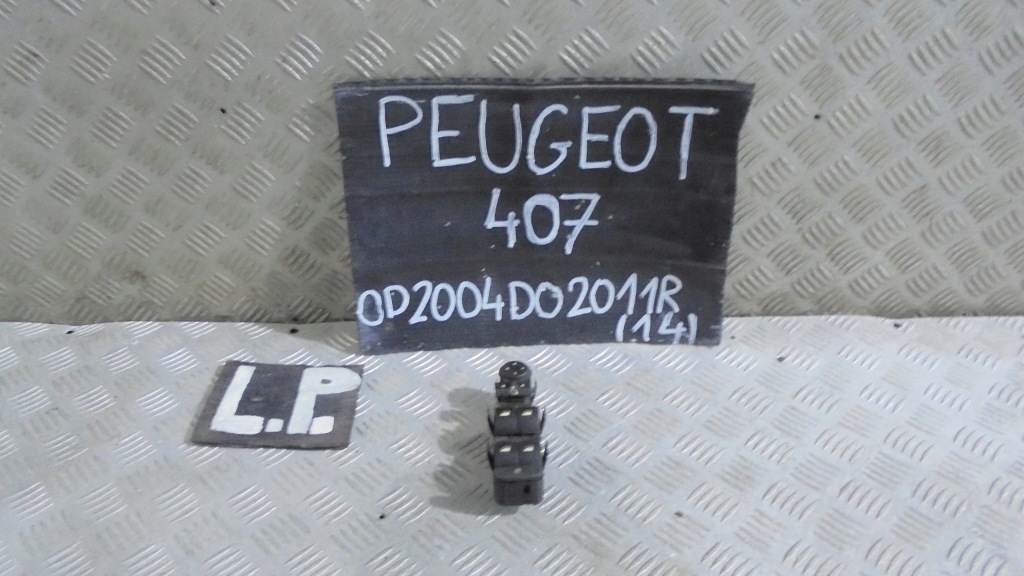 PEUGEOT
407
OD2004DO2011R
(14)
L.P.